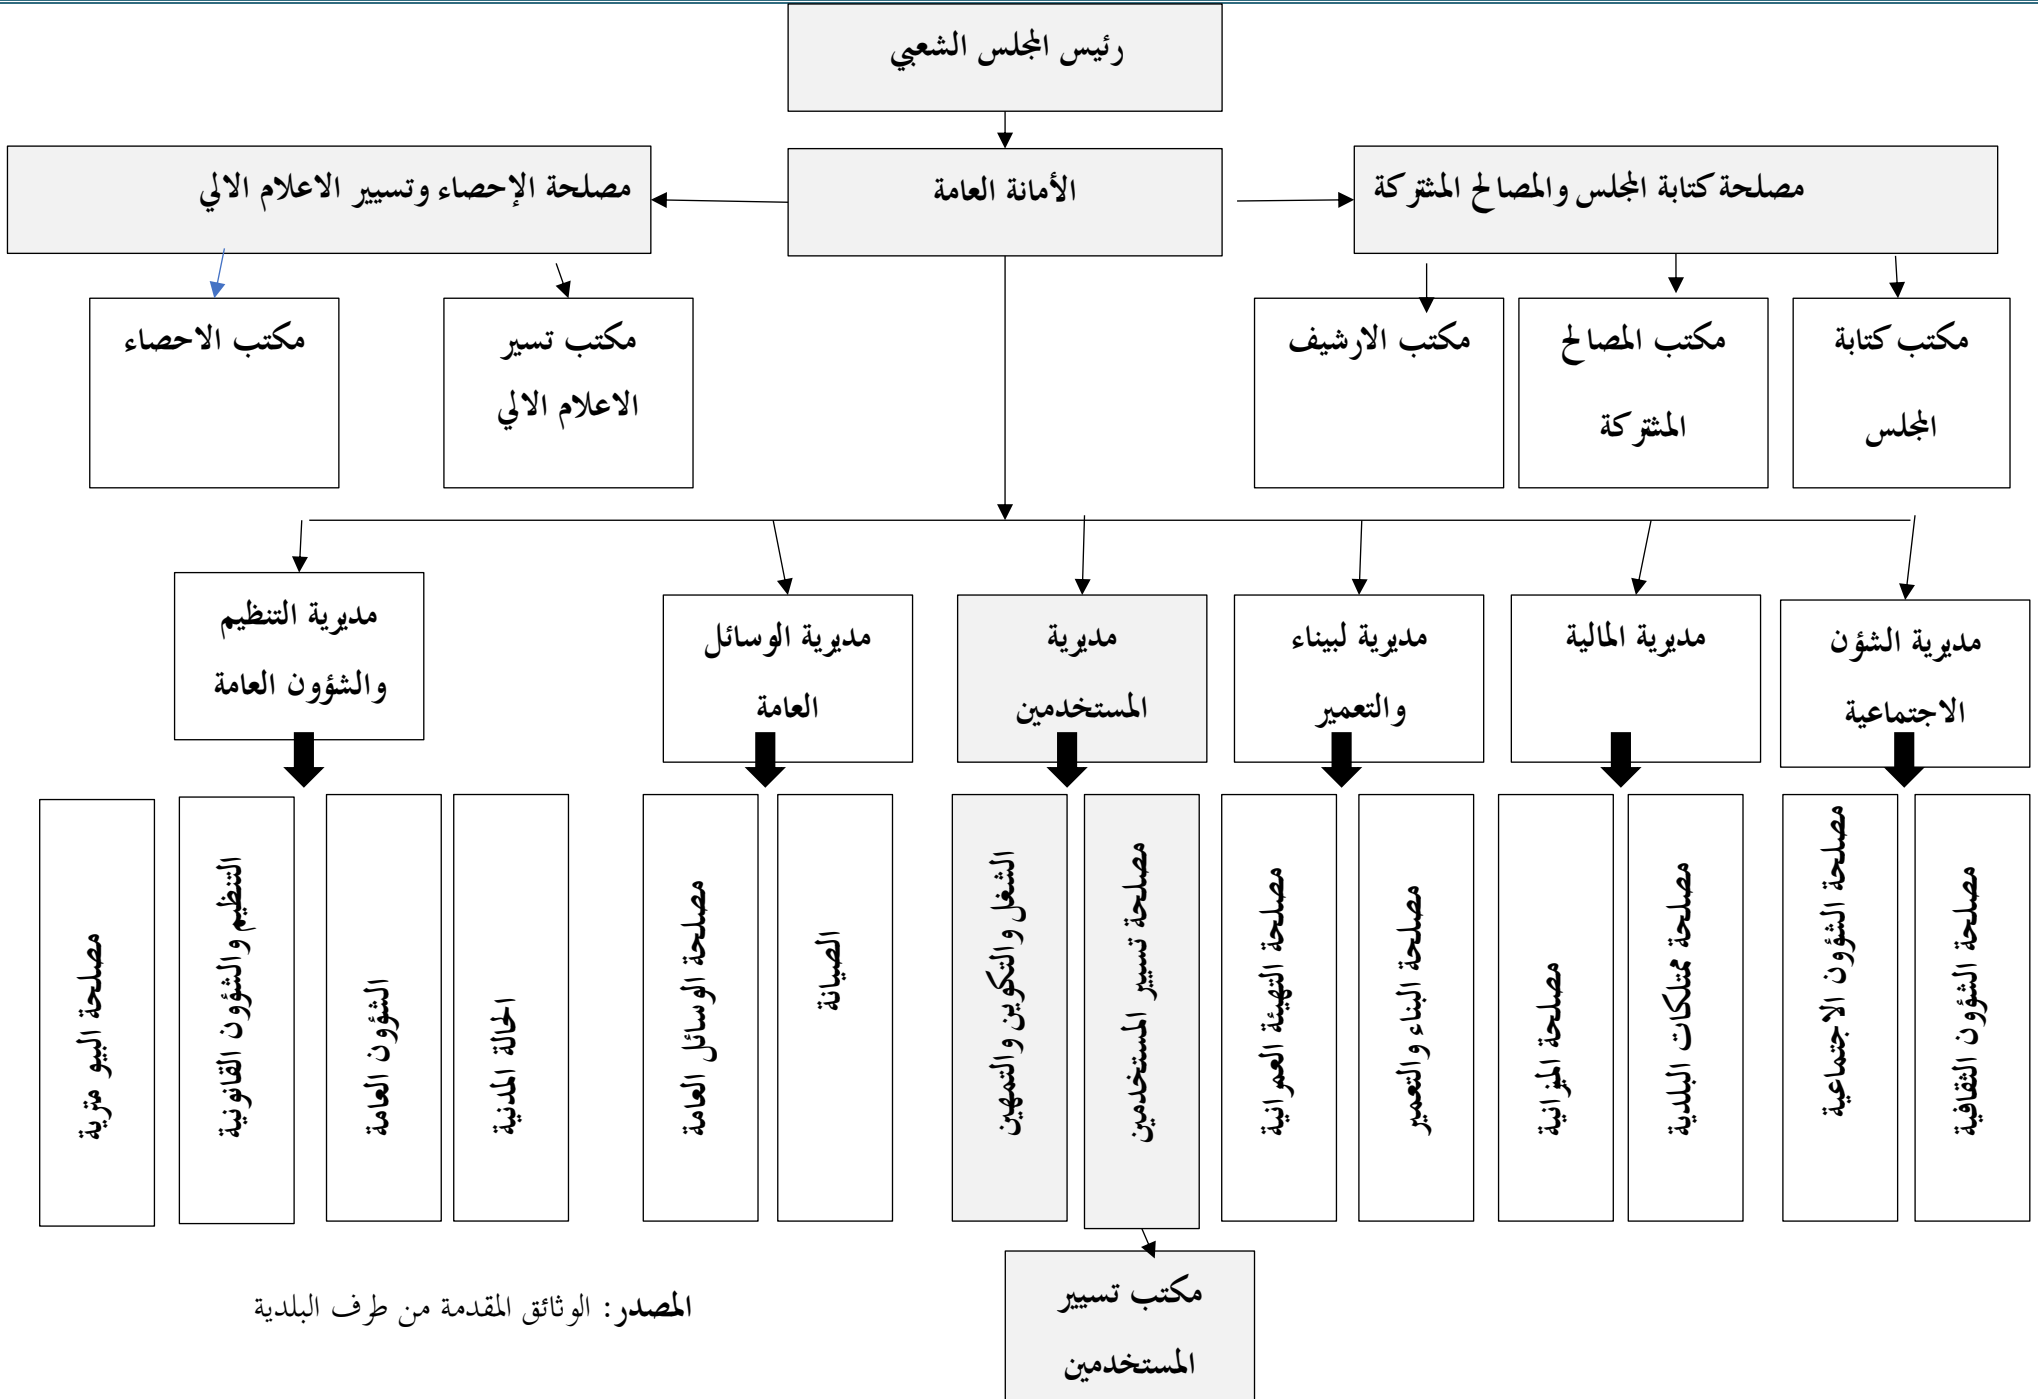 رئيس المجلس الشعبي
مصلحة كتابة المجلس والمصالح المشتركة
الأمانة العامة
مصلحة الإحصاء وتسيير الاعلام الالي
مكتب كتابة
المجلس
مكتب المصالح
المشتركة
مكتب الارشيف
مكتب تسير
الاعلام الالي
مكتب الاحصاء
مديرية الشؤن
الاجتماعية
مديرية المالية
مديرية لبيناء
والتعمير
مديرية
المستخدمين
مديرية الوسائل
العامة
مديرية التنظيم
والشؤون العامة
مصلحة الشؤون الثقافية
مصلحة الشؤون الاجتماعية
مصلحة ممتلكات البلدية
مصلحة الميزانية
مصلحة البناء والتعمير
مصلحة التهيئة العمرانية
مصلحة تسيير المستخدمين
الشغل والتكوين والتمهين
الصيانة
مصلحة الوسائل العامة
الحالة المدنية
الشؤون العامة
التنظيم والشؤون القانونية
مصلحة البيو مترية
مكتب تسيير
المستخدمين
المصدر: الوثائق المقدمة من طرف البلدية